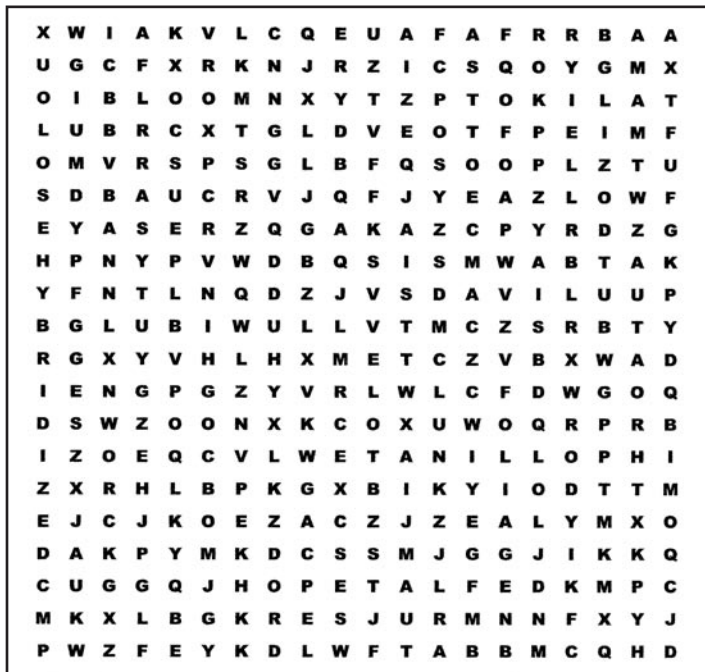 X W I A K V L C Q E U A F A F R R B A A
U G C F X R K N J R Z I C S Q O Y G M X
O I B L O O M N X Y T Z P T O K I L A T
L U B R C X T G L D V E O T F P E I M F
O M V R S P S G L B F Q S O O P L Z T U
S D B A U C R V J Q F J Y E A Z L O W F
E Y A S E R Z Q G A K A Z C P Y R D Z G
H P N Y P V W D B Q S I S M W A B T A K
Y F N T L N Q D Z J V S D A V I L U U P
B G L U B I W U L L V T M C Z S R B T Y
R G X Y V H L H X M E T C Z V B X W A D
I E N G P G Z Y V R L W L C F D W G O Q
D S W Z O O N X K C O X U W O Q R P R B
I Z O E Q C V L W E T A N I L L O P H I
Z X R H L B P K G X B I K Y I O D T T M
E J C J K O E Z A C Z J Z E A L Y M X O
D A K P Y M K D C S S M J G G J I K K Q
C U G G Q J H O P E T A L F E D K M P C
M K X L B G K R E S J U R M N N F X Y J
P W Z F E Y K D L W F T A B B M C Q H D